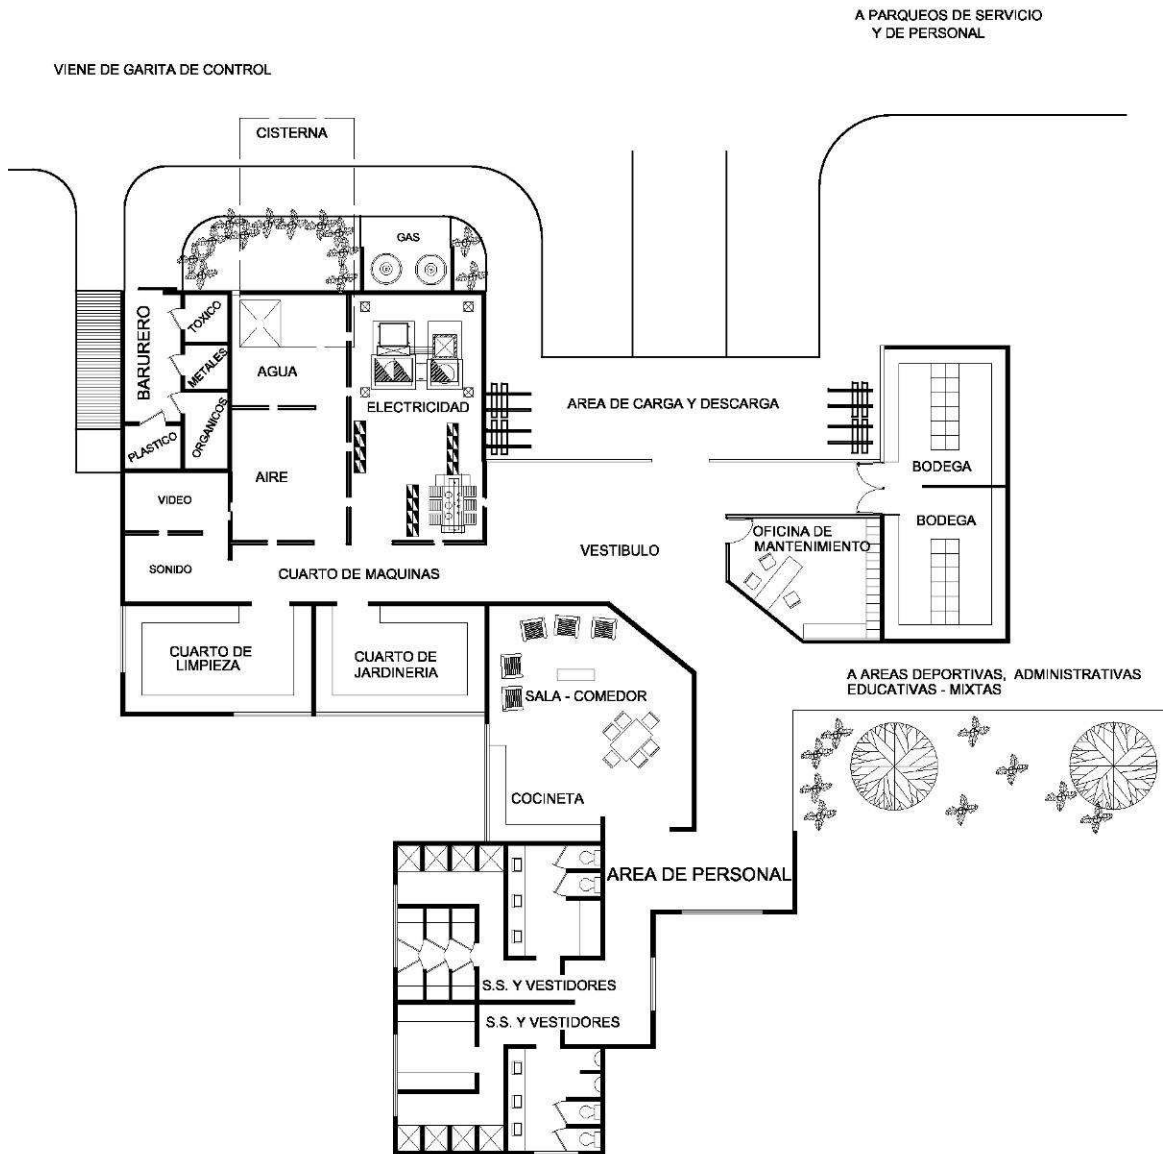 A PARQUEOS DE SERVICIO
Y DE PERSONAL
VIENE DE GARITA DE CONTROL
CISTERNA
GAS
BARURERO
TOXICO
METALES
ORGANICOS
PLASTICO
AGUA
ELECTRICIDAD
AREA DE CARGA Y DESCARGA
AIRE
VIDEO
SONIDO
BODEGA
BODEGA
OFICINA DE
MANTENIMIENTO
VESTIBULO
CUARTO DE MAQUINAS
CUARTO DE
LIMPIEZA
CUARTO DE
JARDINERIA
SALA - COMEDOR
A AREAS DEPORTIVAS, ADMINISTRATIVAS
EDUCATIVAS - MIXTAS
COCINETA
AREA DE PERSONAL
S.S. Y VESTIDORES
S.S. Y VESTIDORES